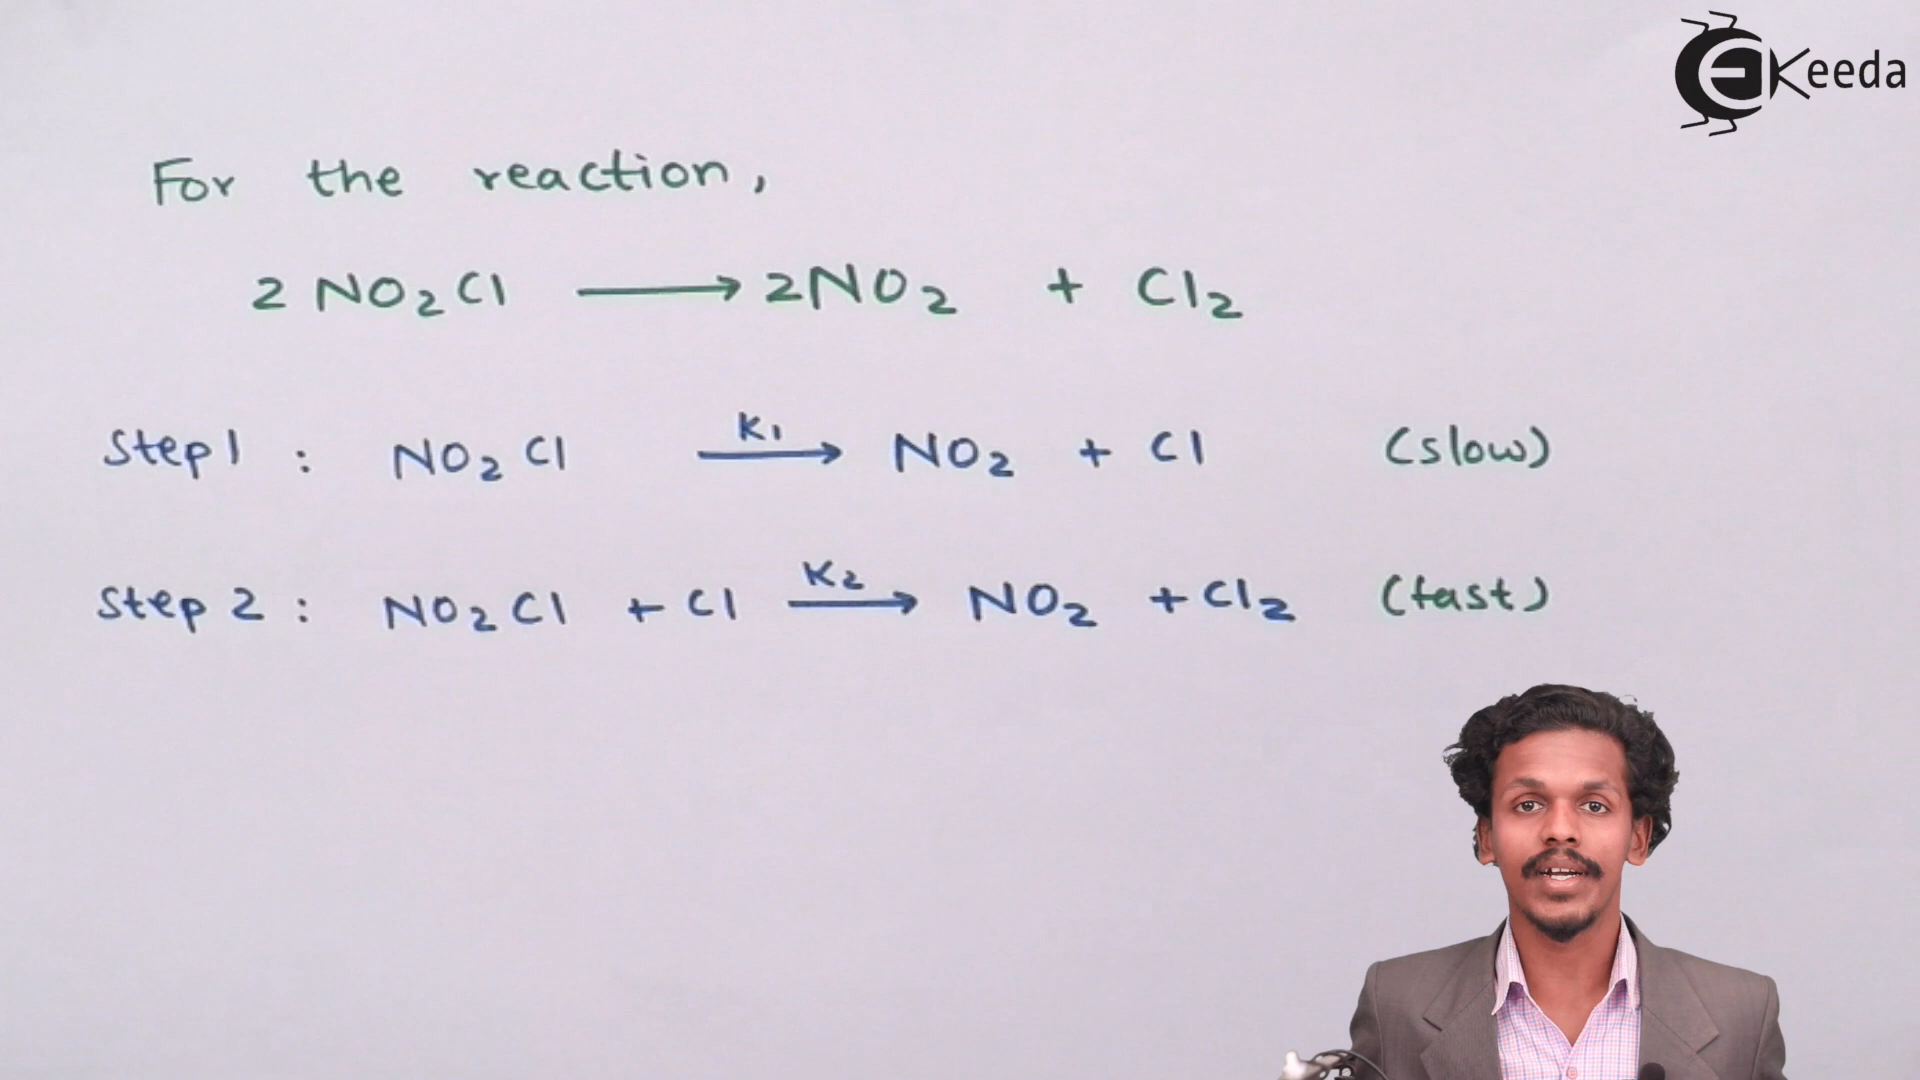 EKeeda
For the reaction,
2 NO₂Cl ⟶ 2NO₂ + Cl₂
Step 1 : NO₂Cl —K₁→ NO₂ + Cl (slow)
Step 2 : NO₂Cl + Cl —K₂→ NO₂ + Cl₂ (fast)